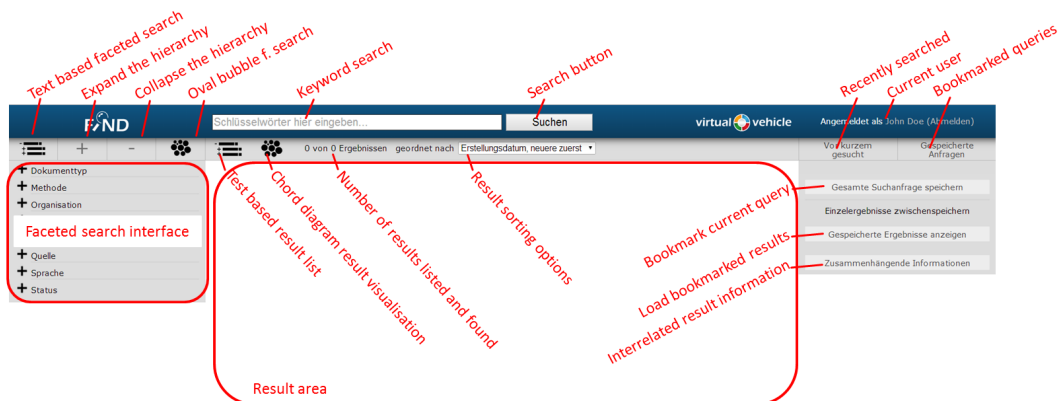 Text based faceted search
Expand the hierarchy
Collapse the hierarchy
Oval bubble f. search
Keyword search
Search button
Recently searched
Current user
Bookmarked queries
FIND
Schlüsselwörter hier eingeben...
Suchen
virtual vehicle
Angemeldet als John Doe (Abmelden)
+
-
0 von 0 Ergebnissen geordnet nach Erstellungsdatum, neuere zuerst
Vor kurzem
gesucht
Gespeicherte
Anfragen
Dokumenttyp
Methode
Organisation
Faceted search interface
Quelle
Sprache
Status
Test based result list
Chord diagram result visualisation
Number of results listed and found
Result sorting options
Bookmark current query
Load bookmarked results
Interrelated result information
Gesamte Suchanfrage speichern
Einzelergebnisse zwischenspeichern
Gespeicherte Ergebnisse anzeigen
Zusammenhängende Informationen
Result area